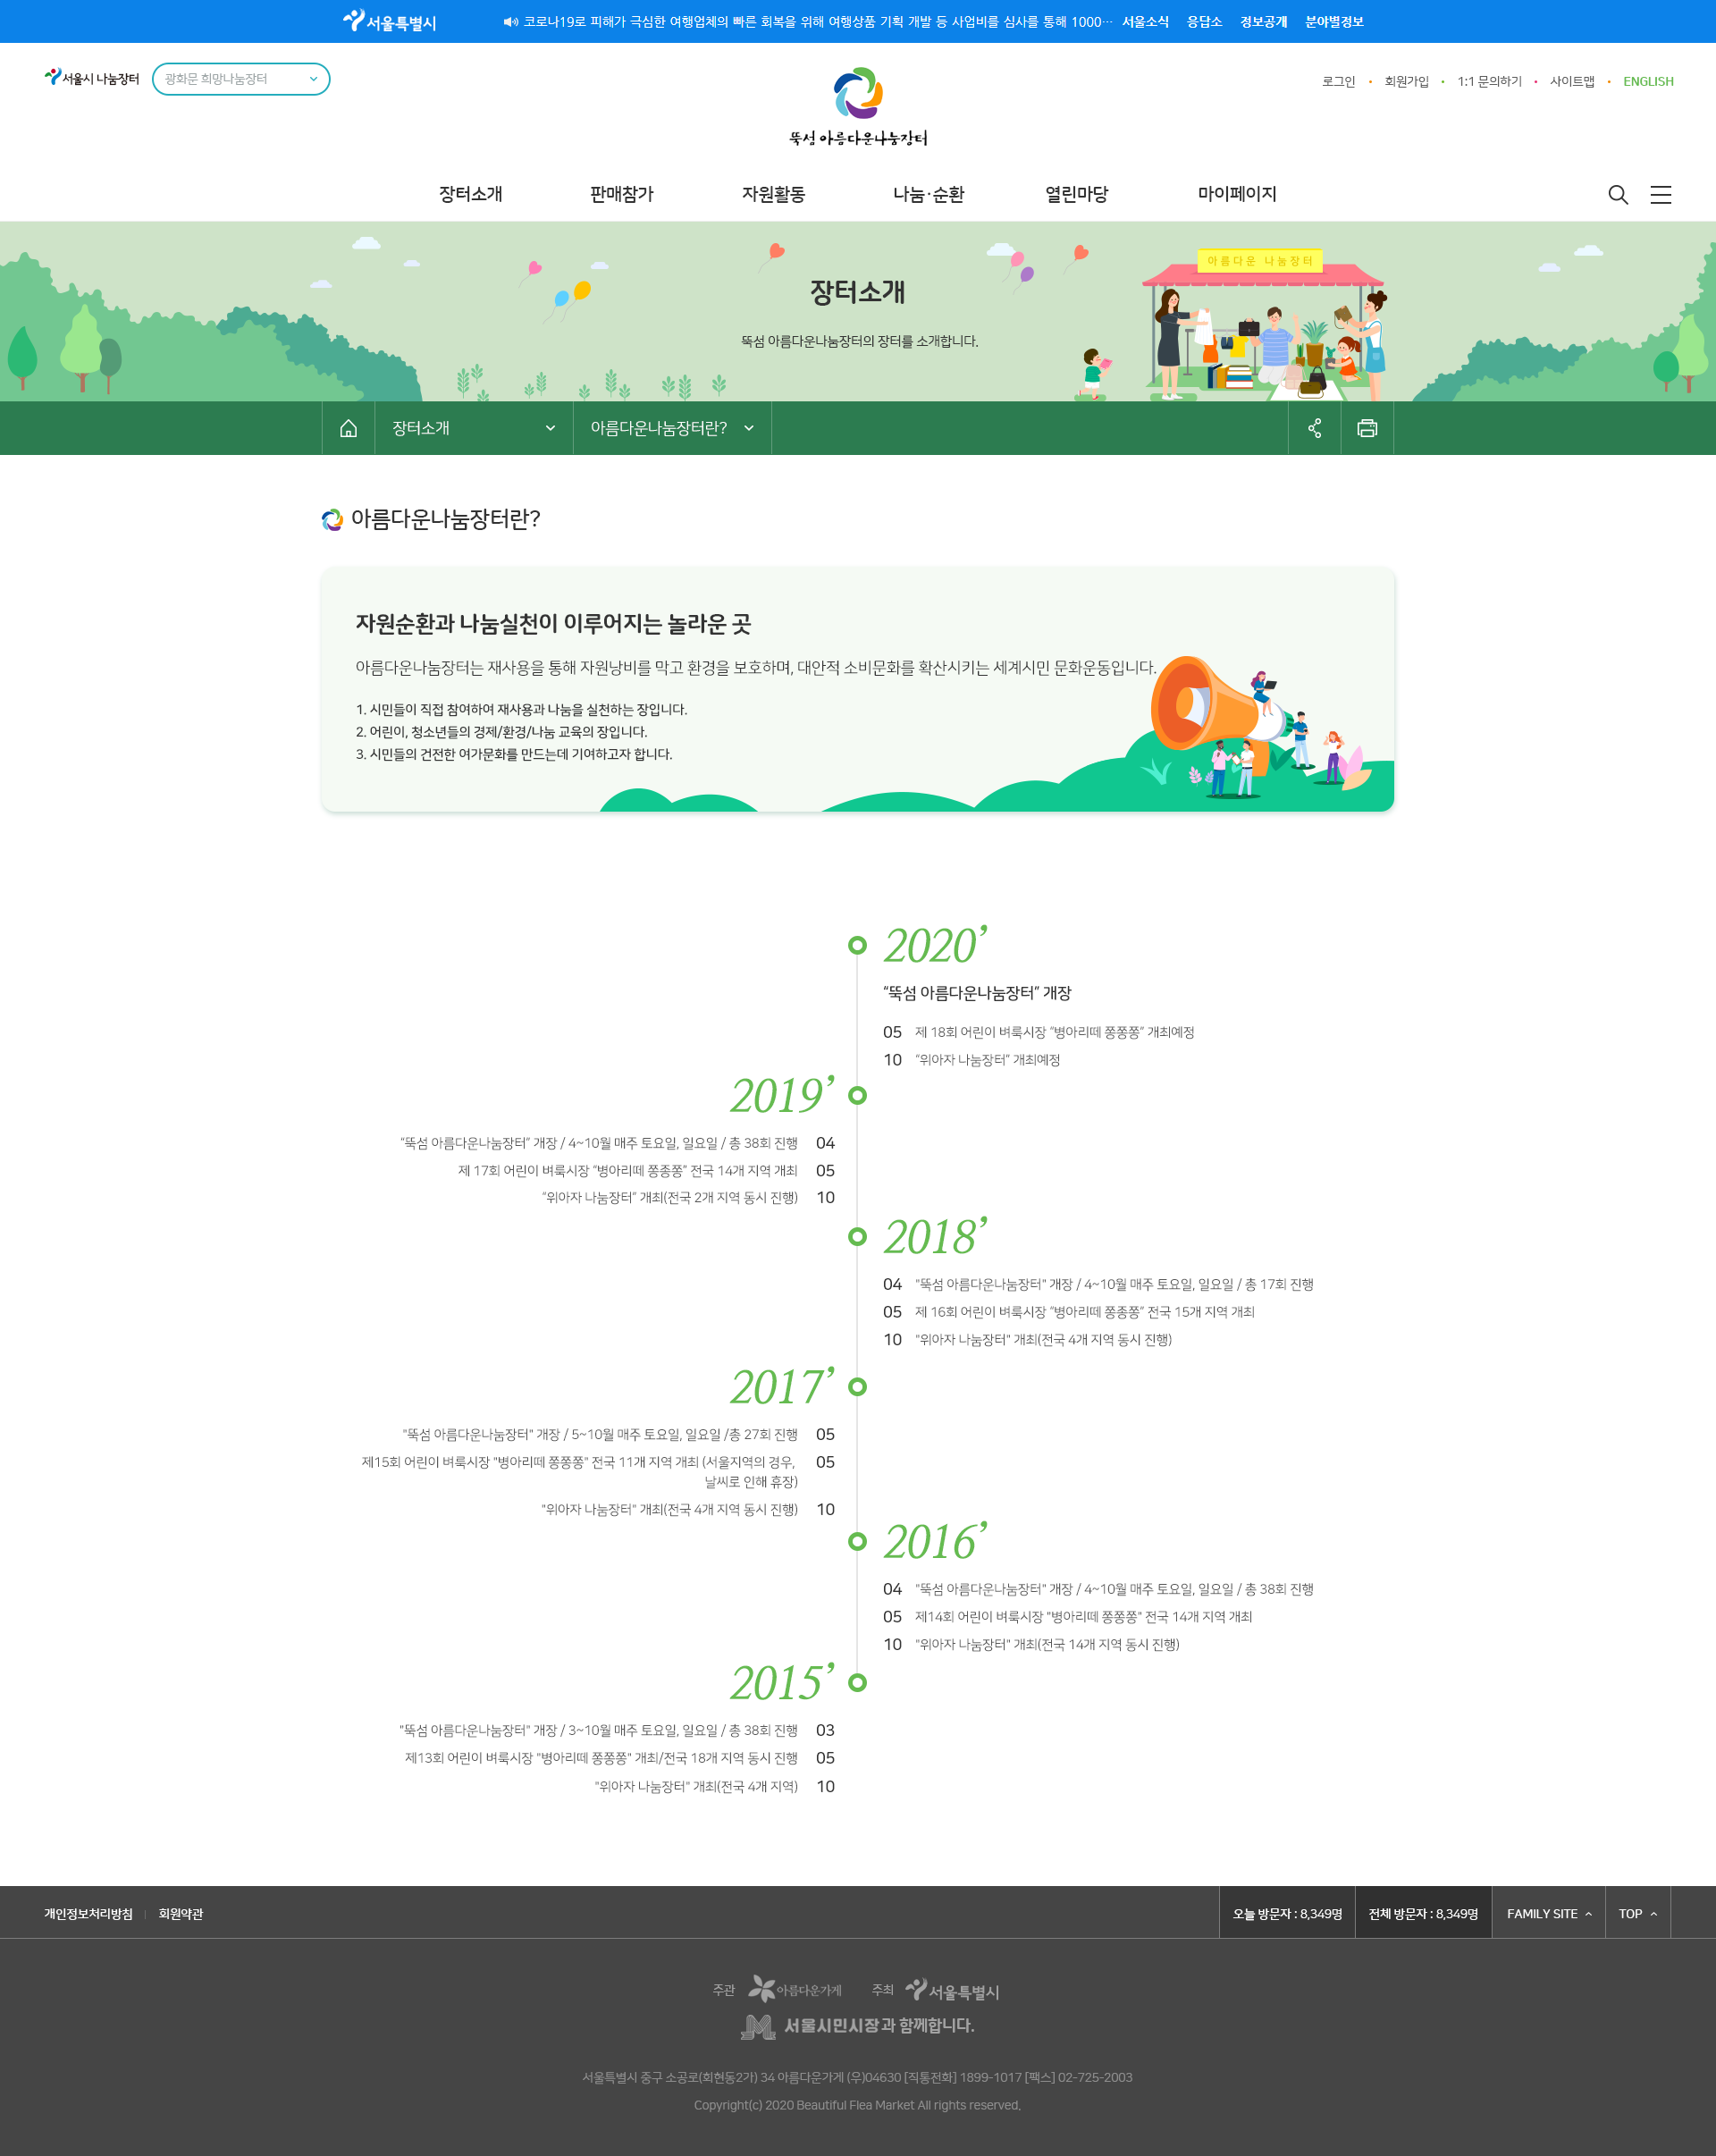 서울특별시
코로나19로 피해가 극심한 여행업체의 빠른 회복을 위해 여행상품 기획 개발 등 사업비를 심사를 통해 1000… 서울소식 응답소 정보공개 분야별정보
서울시 나눔장터 광화문 희망나눔장터
로그인 회원가입 1:1 문의하기 사이트맵 ENGLISH
뚝섬 아름다운나눔장터
장터소개 판매참가 자원활동 나눔·순환 열린마당 마이페이지
아름다운 나눔장터
장터소개
뚝섬 아름다운나눔장터의 장터를 소개합니다.
장터소개 아름다운나눔장터란?
아름다운나눔장터란?
자원순환과 나눔실천이 이루어지는 놀라운 곳
아름다운나눔장터는 재사용을 통해 자원낭비를 막고 환경을 보호하며, 대안적 소비문화를 확산시키는 세계시민 문화운동입니다.
1. 시민들이 직접 참여하여 재사용과 나눔을 실천하는 장입니다.
2. 어린이, 청소년들의 경제/환경/나눔 교육의 장입니다.
3. 시민들의 건전한 여가문화를 만드는데 기여하고자 합니다.
2020’
“뚝섬 아름다운나눔장터” 개장
05 제 18회 어린이 벼룩시장 “병아리떼 쫑쫑쫑” 개최예정
10 “위아자 나눔장터” 개최예정
2019’
“뚝섬 아름다운나눔장터” 개장 / 4~10월 매주 토요일, 일요일 / 총 38회 진행 04
제 17회 어린이 벼룩시장 “병아리떼 쫑종쫑” 전국 14개 지역 개최 05
“위아자 나눔장터” 개최(전국 2개 지역 동시 진행) 10
2018’
04 "뚝섬 아름다운나눔장터" 개장 / 4~10월 매주 토요일, 일요일 / 총 17회 진행
05 제 16회 어린이 벼룩시장 “병아리떼 쫑종쫑” 전국 15개 지역 개최
10 "위아자 나눔장터" 개최(전국 4개 지역 동시 진행)
2017’
"뚝섬 아름다운나눔장터" 개장 / 5~10월 매주 토요일, 일요일 /총 27회 진행 05
제15회 어린이 벼룩시장 "병아리떼 쫑쫑쫑" 전국 11개 지역 개최 (서울지역의 경우, 05
날씨로 인해 휴장)
"위아자 나눔장터" 개최(전국 4개 지역 동시 진행) 10
2016’
04 "뚝섬 아름다운나눔장터" 개장 / 4~10월 매주 토요일, 일요일 / 총 38회 진행
05 제14회 어린이 벼룩시장 "병아리떼 쫑쫑쫑" 전국 14개 지역 개최
10 "위아자 나눔장터" 개최(전국 14개 지역 동시 진행)
2015’
"뚝섬 아름다운나눔장터" 개장 / 3~10월 매주 토요일, 일요일 / 총 38회 진행 03
제13회 어린이 벼룩시장 "병아리떼 쫑쫑쫑" 개최/전국 18개 지역 동시 진행 05
"위아자 나눔장터" 개최(전국 4개 지역) 10
개인정보처리방침 회원약관 오늘 방문자 : 8,349명 전체 방문자 : 8,349명 FAMILY SITE TOP
주관 아름다운가게 주최 서울특별시
서울시민시장과 함께합니다.
서울특별시 중구 소공로(회현동2가) 34 아름다운가게 (우)04630 [직통전화] 1899-1017 [팩스] 02-725-2003
Copyright(c) 2020 Beautiful Flea Market All rights reserved.